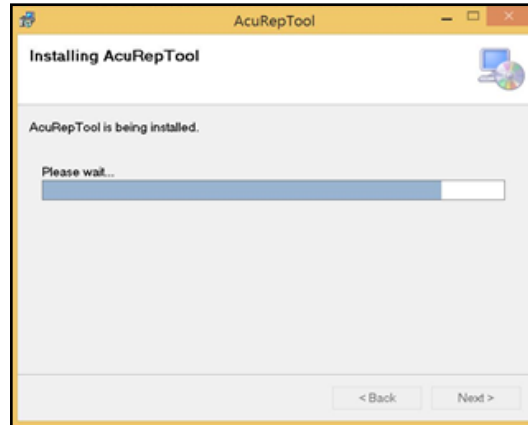 AcuRepTool
Installing AcuRepTool
AcuRepTool is being installed.
Please wait...
< Back
Next >